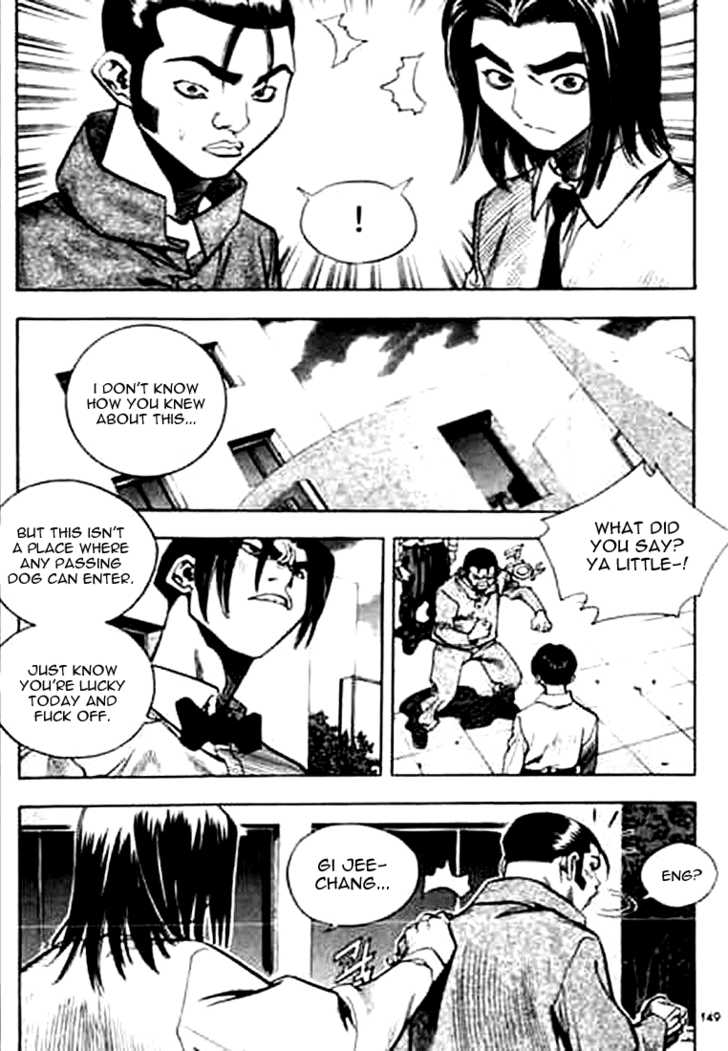 !
I DON'T KNOW
HOW YOU KNEW
ABOUT THIS...
BUT THIS ISN'T
A PLACE WHERE
ANY PASSING
DOG CAN ENTER.
JUST KNOW
YOU'RE LUCKY
TODAY AND
FUCK OFF.
WHAT DID
YOU SAY?
YA LITTLE-!
GI JEE-
CHANG...
ENG?
149